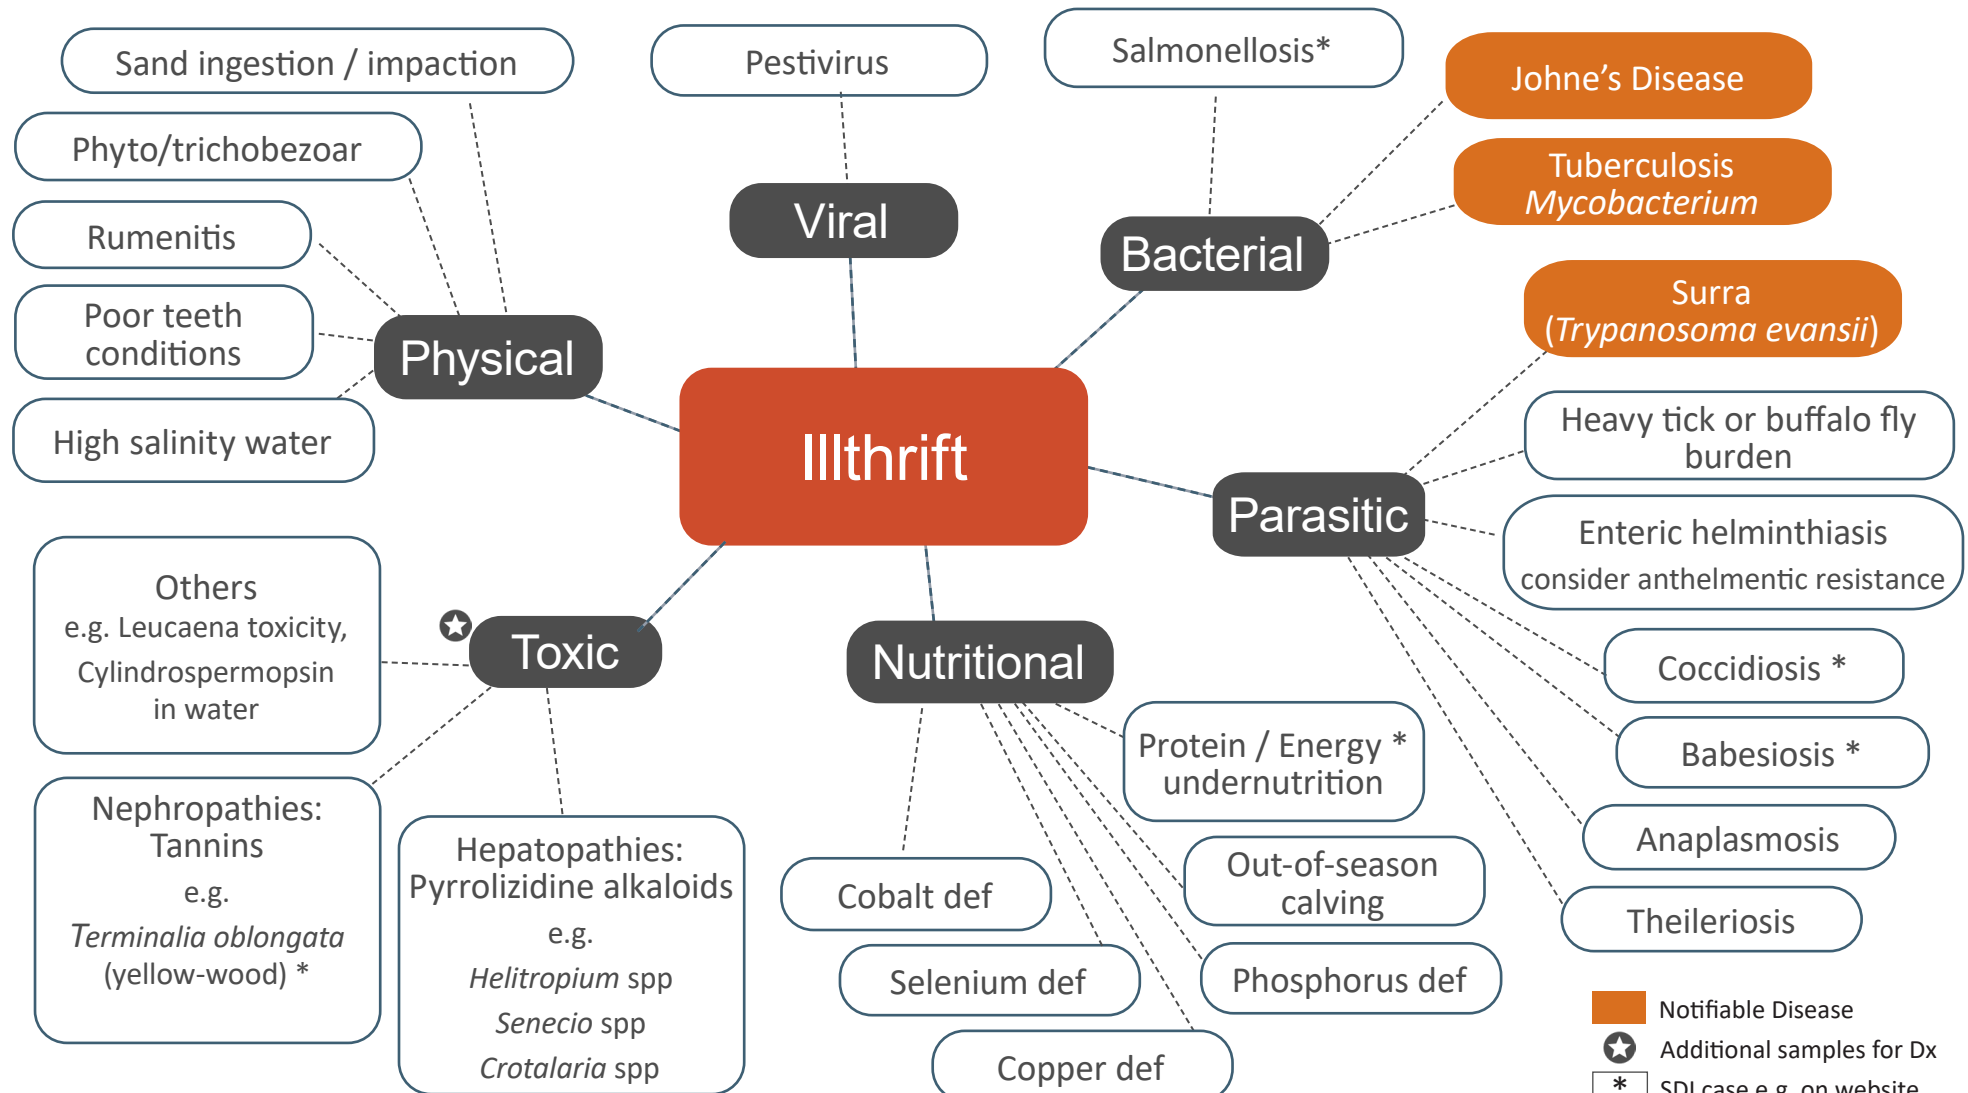 Sand ingestion / impaction
Phyto/trichobezoar
Rumenitis
Poor teeth
conditions
High salinity water
Physical
Pestivirus
Viral
Salmonellosis*
Johne’s Disease
Tuberculosis
Mycobacterium
Bacterial
Illthrift
Surra
(Trypanosoma evansii)
Heavy tick or buffalo fly
burden
Enteric helminthiasis
consider anthelmentic resistance
Coccidiosis *
Babesiosis *
Anaplasmosis
Theileriosis
Parasitic
Nutritional
Protein / Energy *
undernutrition
Out-of-season
calving
Phosphorus def
Copper def
Selenium def
Cobalt def
Toxic
Others
e.g. Leucaena toxicity,
Cylindrospermopsin
in water
Nephropathies:
Tannins
e.g.
Terminalia oblongata
(yellow-wood) *
Hepatopathies:
Pyrrolizidine alkaloids
e.g.
Helitropium spp
Senecio spp
Crotalaria spp
Notifiable Disease
Additional samples for Dx
* SDI case e.g. on website